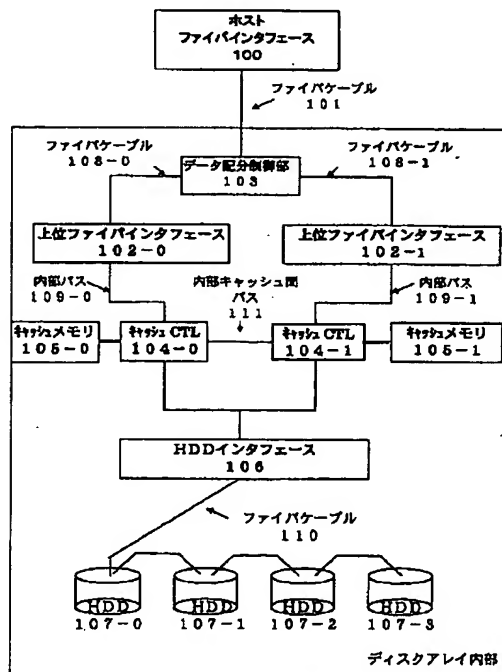 ホスト
ファイバインタフェース
100
ファイバケーブル
101
ファイバケーブル
108-0
ファイバケーブル
108-1
データ配分制御部
103
上位ファイバインタフェース
102-0
上位ファイバインタフェース
102-1
内部バス
109-0
内部キャッシュ間
バス
111
内部バス
109-1
キャッシュメモリ
105-0
キャッシュCTL
104-0
キャッシュCTL
104-1
キャッシュメモリ
105-1
HDDインタフェース
106
ファイバケーブル
110
HDD
107-0
HDD
107-1
HDD
107-2
HDD
107-3
ディスクアレイ内部